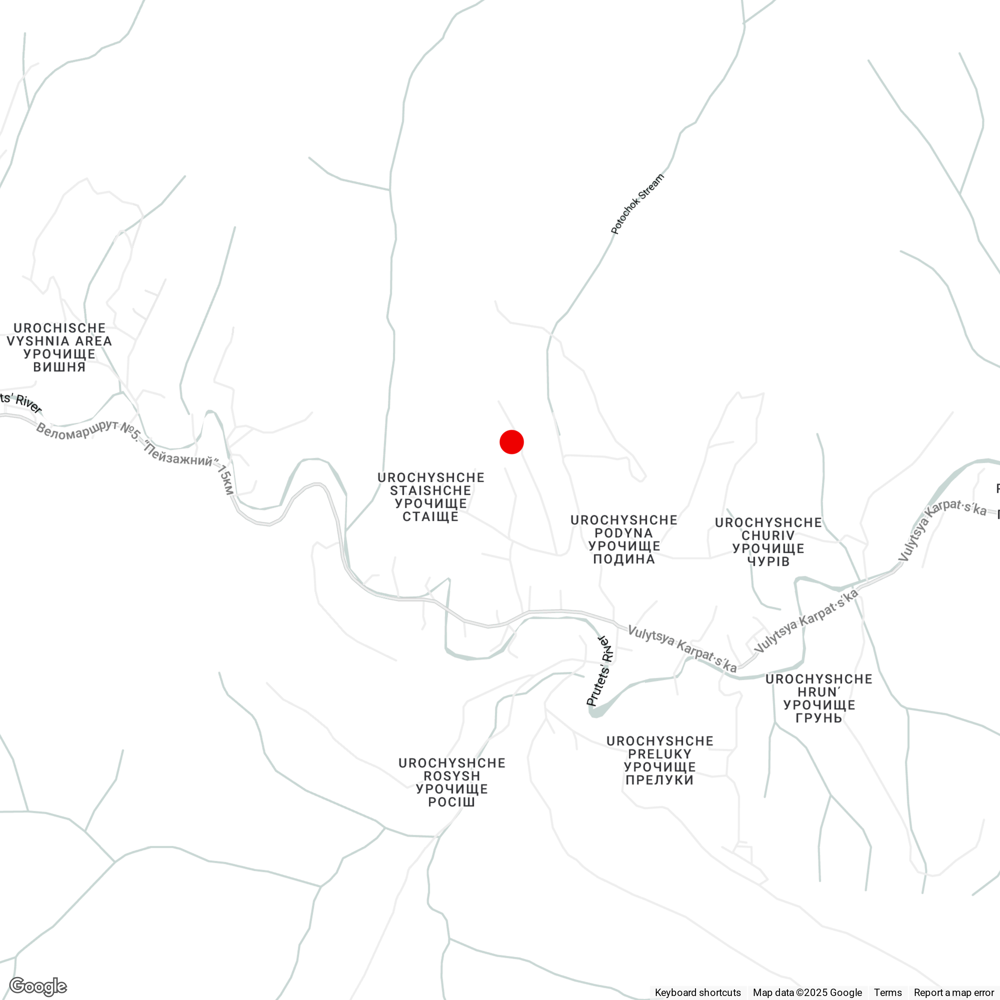 Potochok Stream
UROCHISCHE
VYSHNIA AREA
УРОЧИЩЕ
ВИШНЯ
ts' River
Веломаршрут №5. “Пейзажний” 15км
UROCHYSHCHE
STAISHCHE
УРОЧИЩЕ
СТАІЩЕ
UROCHYSHCHE
PODYNA
УРОЧИЩЕ
ПОДИНА
UROCHYSHCHE
CHURIV
УРОЧИЩЕ
ЧУРІВ
Vulytsya Karpat·s'ka
Vulytsya Karpat·s'ka
Vulytsya Karpat·s'ka
Prutets' River
UROCHYSHCHE
HRUN′
УРОЧИЩЕ
ГРУНЬ
UROCHYSHCHE
PRELUKY
УРОЧИЩЕ
ПРЕЛУКИ
UROCHYSHCHE
ROSYSH
УРОЧИЩЕ
РОСІШ
Google
Keyboard shortcuts
Map data ©2025 Google
Terms
Report a map error